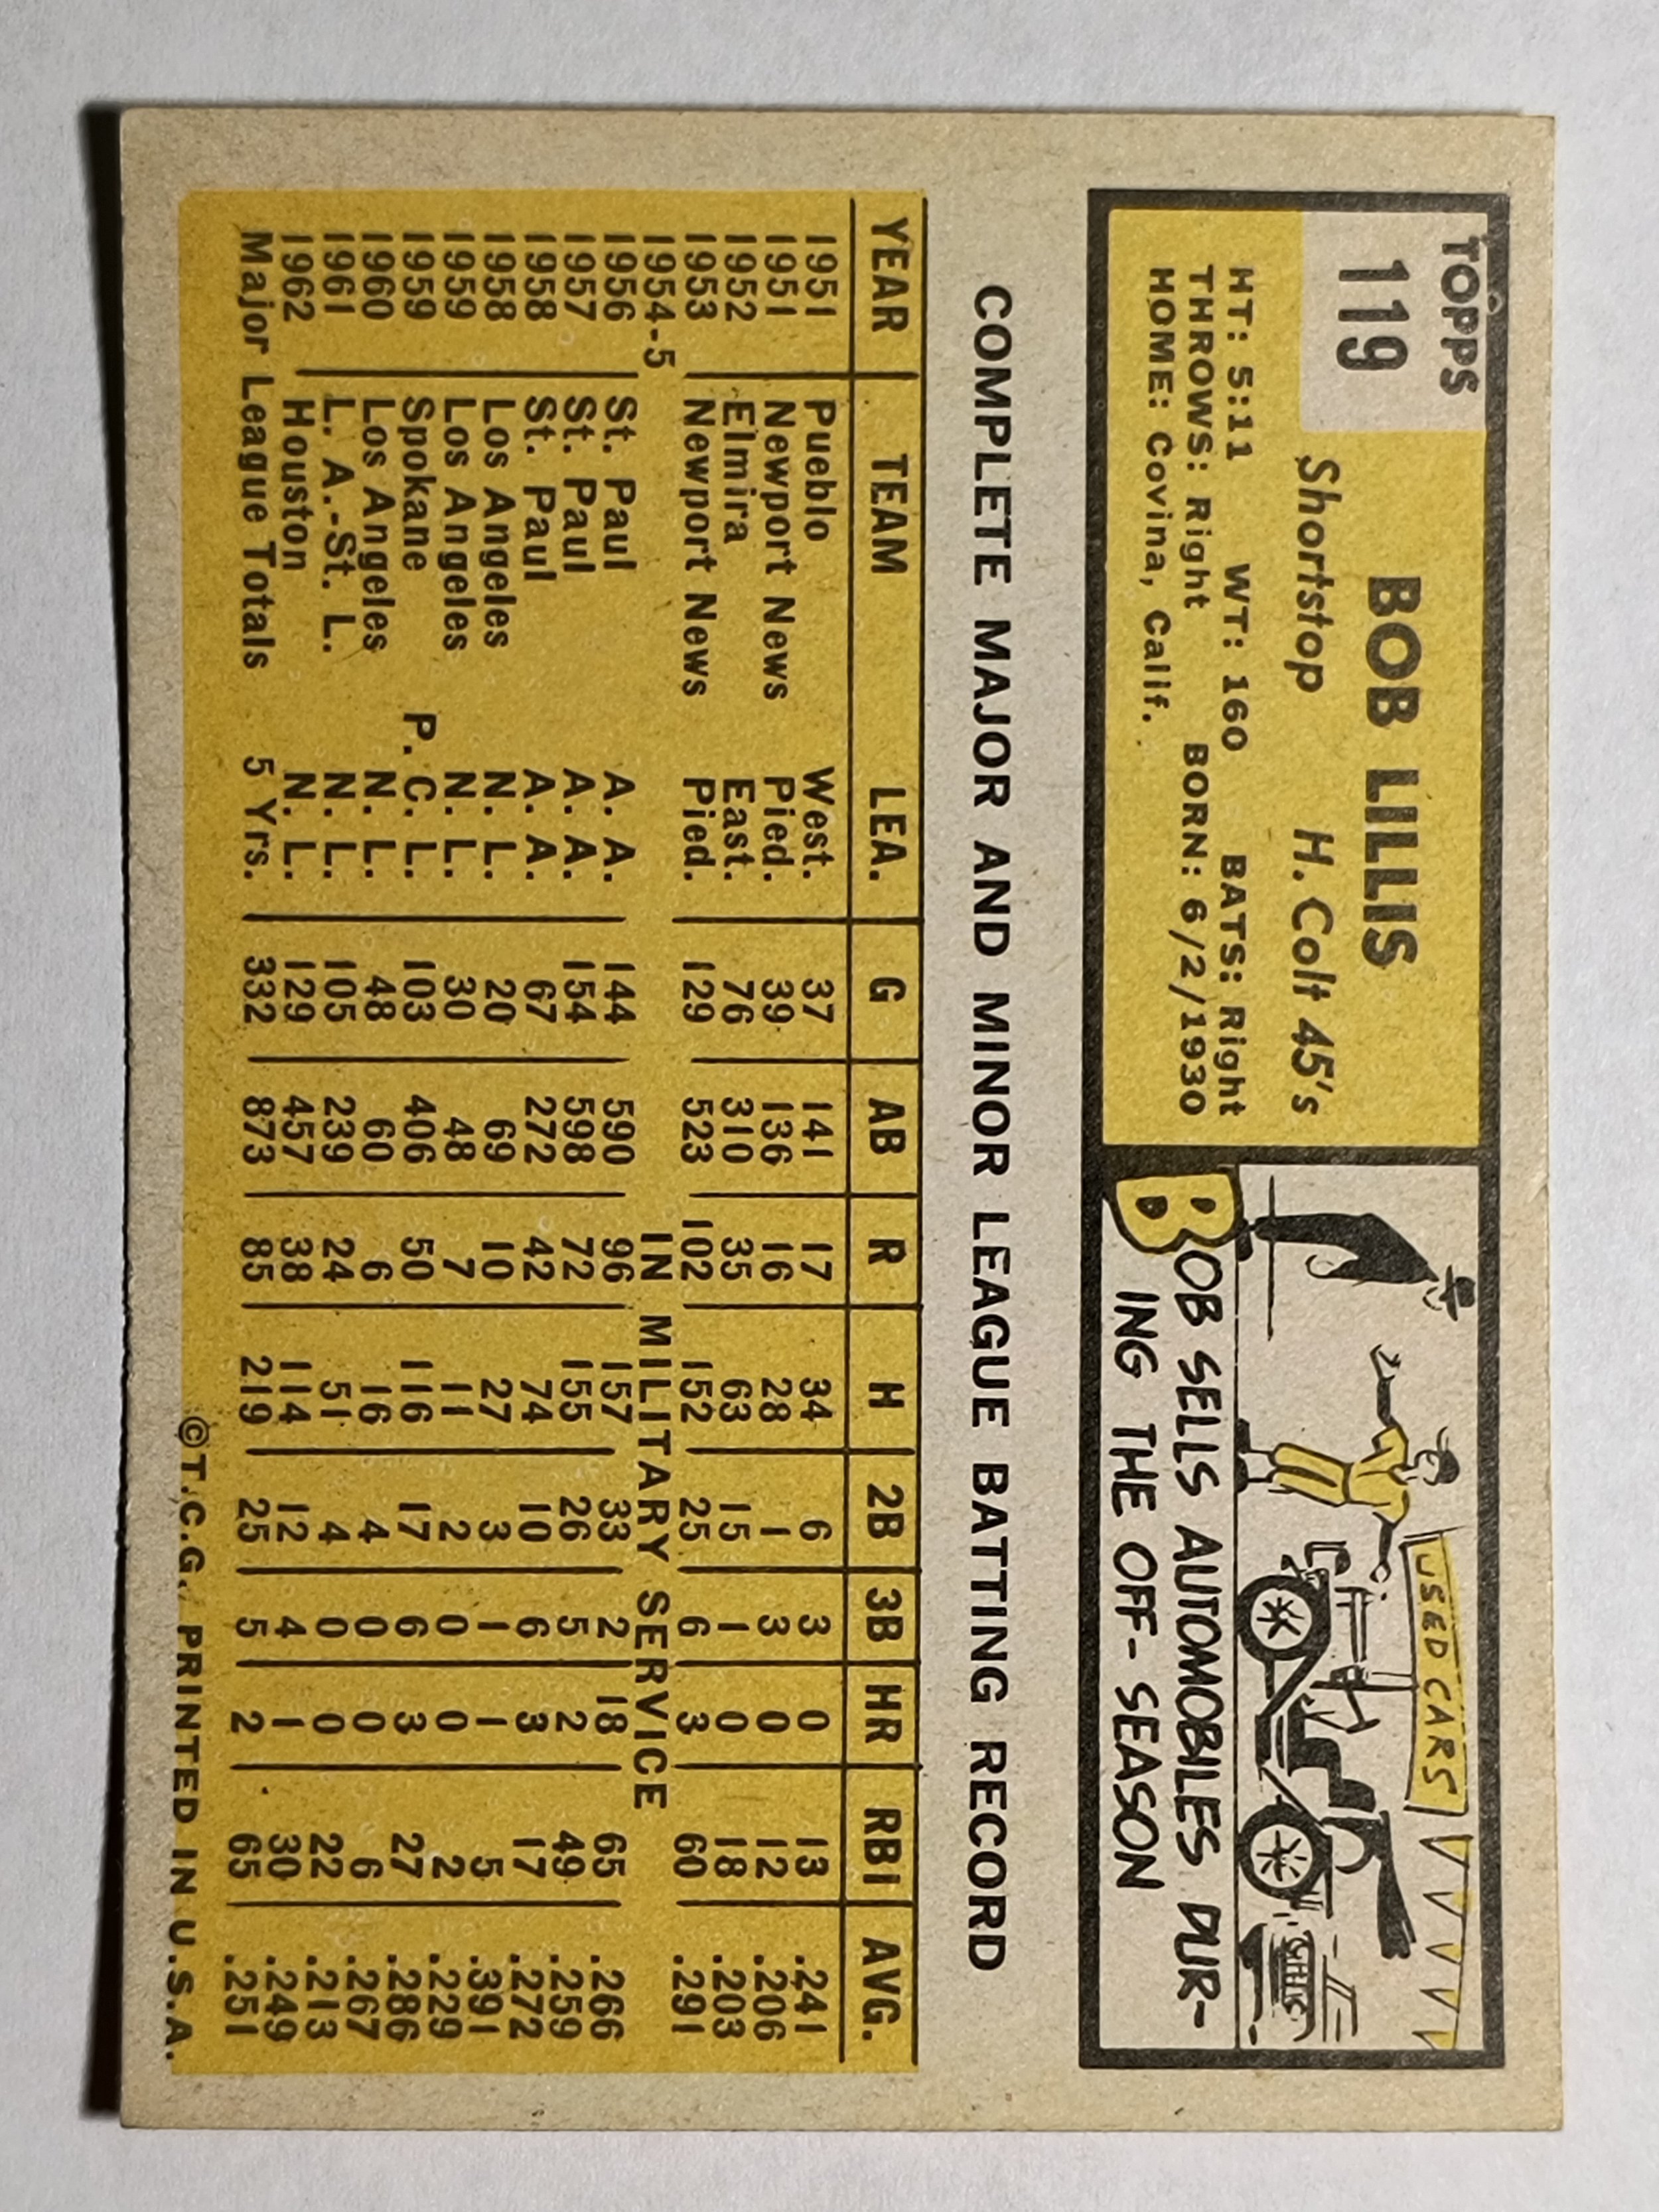 TOPPS
119
BOB LILLIS
Shortstop H. Colt 45's
HT: 5:11 WT: 160 BATS: Right
THROWS: Right BORN: 6/2/1930
HOME: Covina, Calif.
USED CARS
BOB SELLS AUTOMOBILES DUR-
ING THE OFF-SEASON
COMPLETE MAJOR AND MINOR LEAGUE BATTING RECORD
YEAR TEAM LEA. G AB R H 2B 3B HR RBI AVG.
1951 Pueblo West. 37 141 17 34 6 3 0 13 .241
1951 Newport News Pied. 39 136 16 28 1 3 0 12 .206
1952 Elmira East. 76 310 35 63 15 1 0 18 .203
1953 Newport News Pied. 129 523 102 152 25 6 3 60 .291
1954-5 IN MILITARY SERVICE
1956 St. Paul A. A. 144 590 96 157 33 2 18 65 .266
1957 St. Paul A. A. 154 598 72 155 26 5 2 49 .259
1958 St. Paul A. A. 67 272 42 74 10 6 3 17 .272
1958 Los Angeles N. L. 20 69 10 27 3 1 1 5 .391
1959 Los Angeles N. L. 30 48 7 11 2 0 0 2 .229
1959 Spokane P. C. L. 103 406 50 116 17 6 3 27 .286
1960 Los Angeles N. L. 48 60 6 16 4 0 0 6 .267
1961 L. A.-St. L. N. L. 105 239 24 51 4 0 0 22 .213
1962 Houston N. L. 129 457 38 114 12 4 1 30 .249
Major League Totals 5 Yrs. 332 873 85 219 25 5 2 65 .251
©T.C.G. PRINTED IN U.S.A.